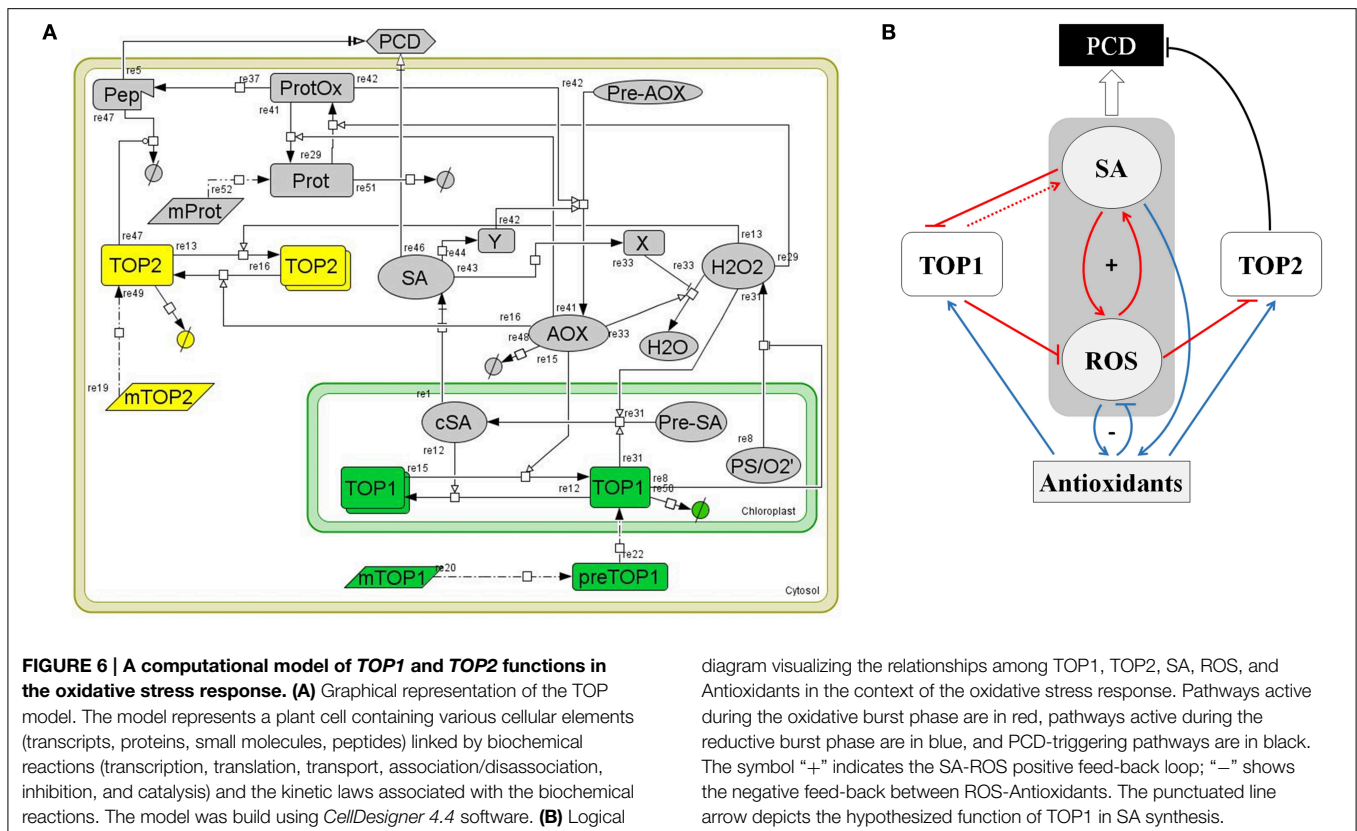 A
B
PCD
re5
re37
ProtOx
re42
re42
Pre-AOX
Pep
re47
re41
re29
Prot
re51
re52
mProt
re47
re13
re42
re13
TOP2
re16
TOP2
re46
re44
Y
X
re43
re33
re33
H2O2
re29
SA
re49
re31
re16
re41
AOX
re33
re48
re15
H2O
re19
mTOP2
re1
cSA
re31
Pre-SA
re12
re8
PS/O2'
re15
re31
TOP1
re12
TOP1
re8
re50
Chloroplast
re22
mTOP1
re20
preTOP1
Cytosol
PCD
SA
TOP1
+
TOP2
ROS
-
Antioxidants
FIGURE 6 | A computational model of TOP1 and TOP2 functions in
the oxidative stress response. (A) Graphical representation of the TOP
model. The model represents a plant cell containing various cellular elements
(transcripts, proteins, small molecules, peptides) linked by biochemical
reactions (transcription, translation, transport, association/disassociation,
inhibition, and catalysis) and the kinetic laws associated with the biochemical
reactions. The model was build using CellDesigner 4.4 software. (B) Logical
diagram visualizing the relationships among TOP1, TOP2, SA, ROS, and
Antioxidants in the context of the oxidative stress response. Pathways active
during the oxidative burst phase are in red, pathways active during the
reductive burst phase are in blue, and PCD-triggering pathways are in black.
The symbol “+” indicates the SA-ROS positive feed-back loop; “−” shows
the negative feed-back between ROS-Antioxidants. The punctuated line
arrow depicts the hypothesized function of TOP1 in SA synthesis.